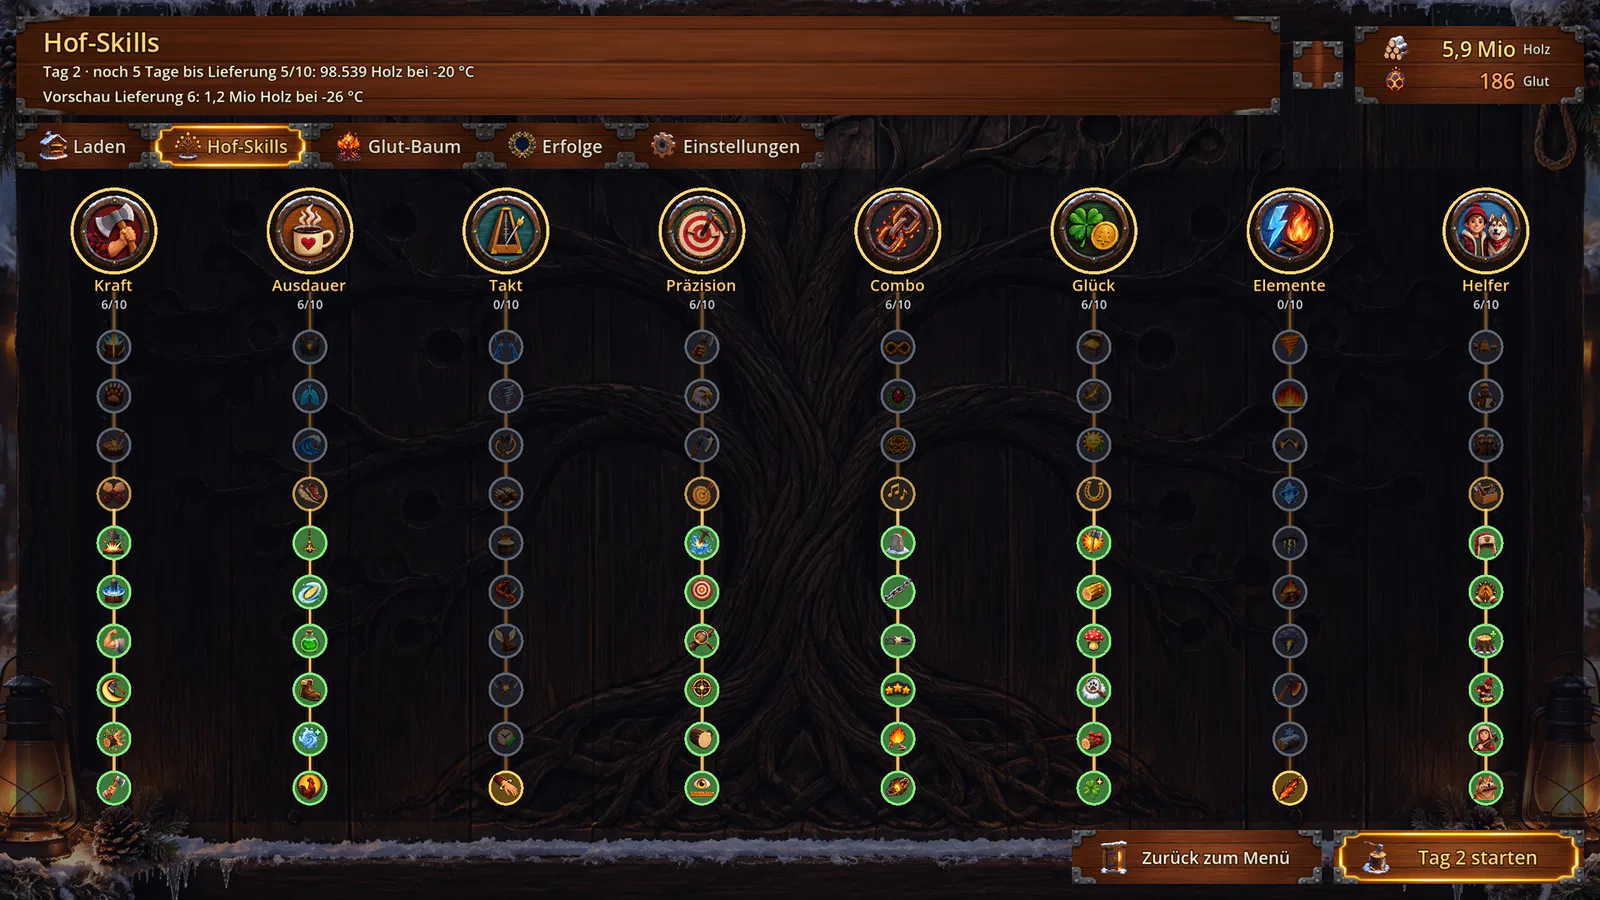 Hof-Skills
Tag 2 · noch 5 Tage bis Lieferung 5/10: 98.539 Holz bei -20 °C
Vorschau Lieferung 6: 1,2 Mio Holz bei -26 °C
5,9 Mio Holz
186 Glut
Laden
Hof-Skills
Glut-Baum
Erfolge
Einstellungen
Kraft
6/10
Ausdauer
6/10
Takt
0/10
Präzision
6/10
Combo
6/10
Glück
6/10
Elemente
0/10
Helfer
6/10
Zurück zum Menü
Tag 2 starten